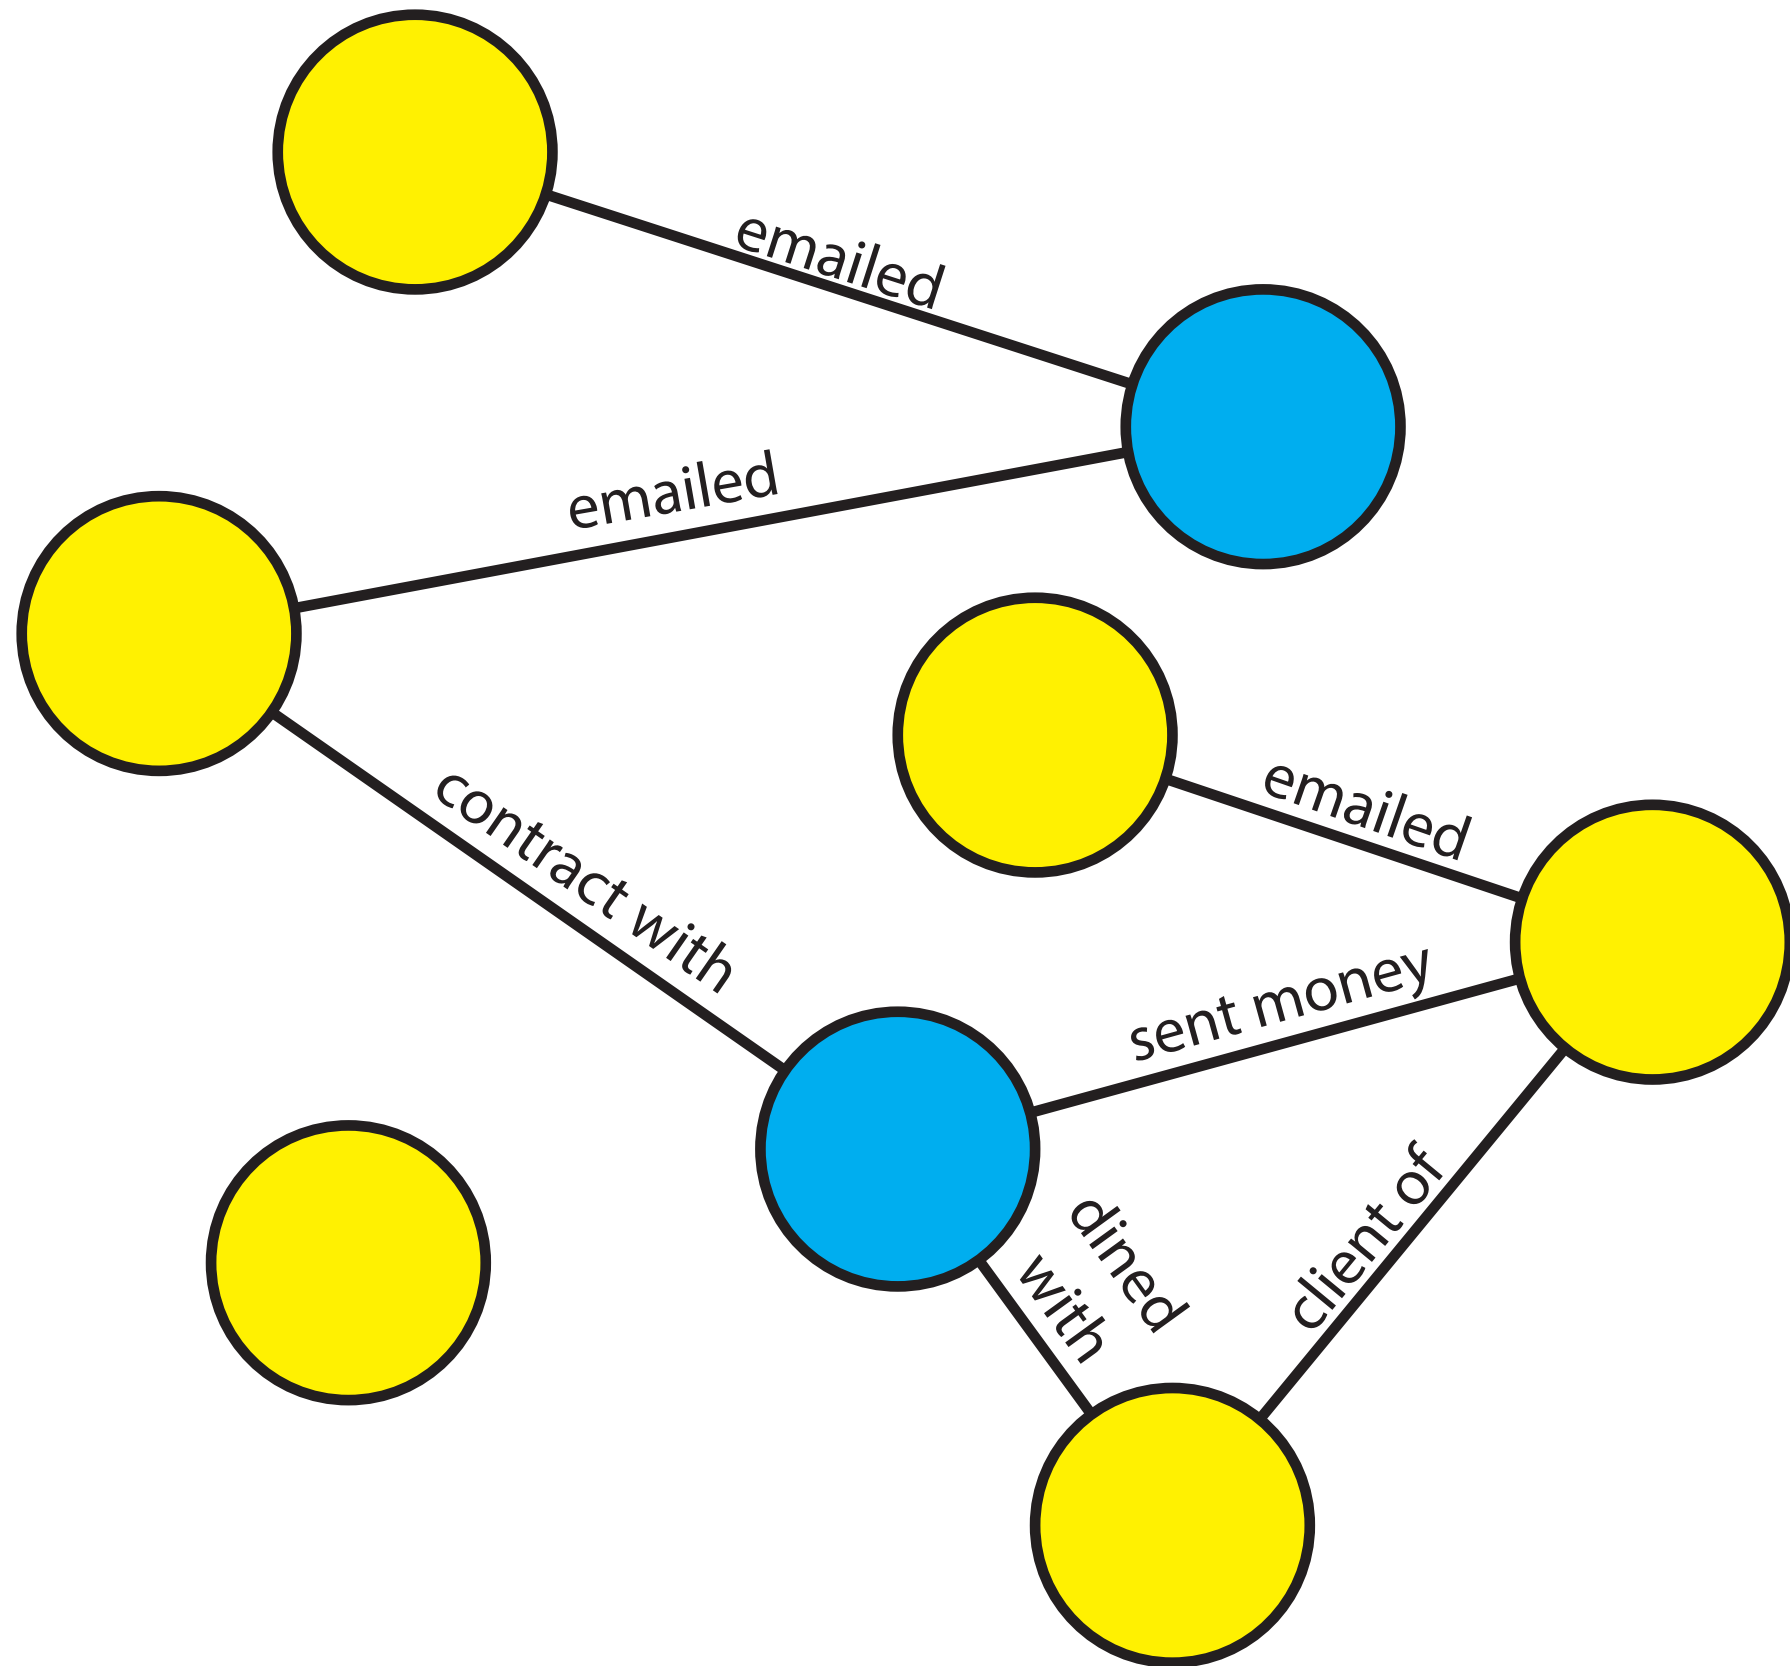 emailed
emailed
emailed
contract with
sent money
client of
dined
with